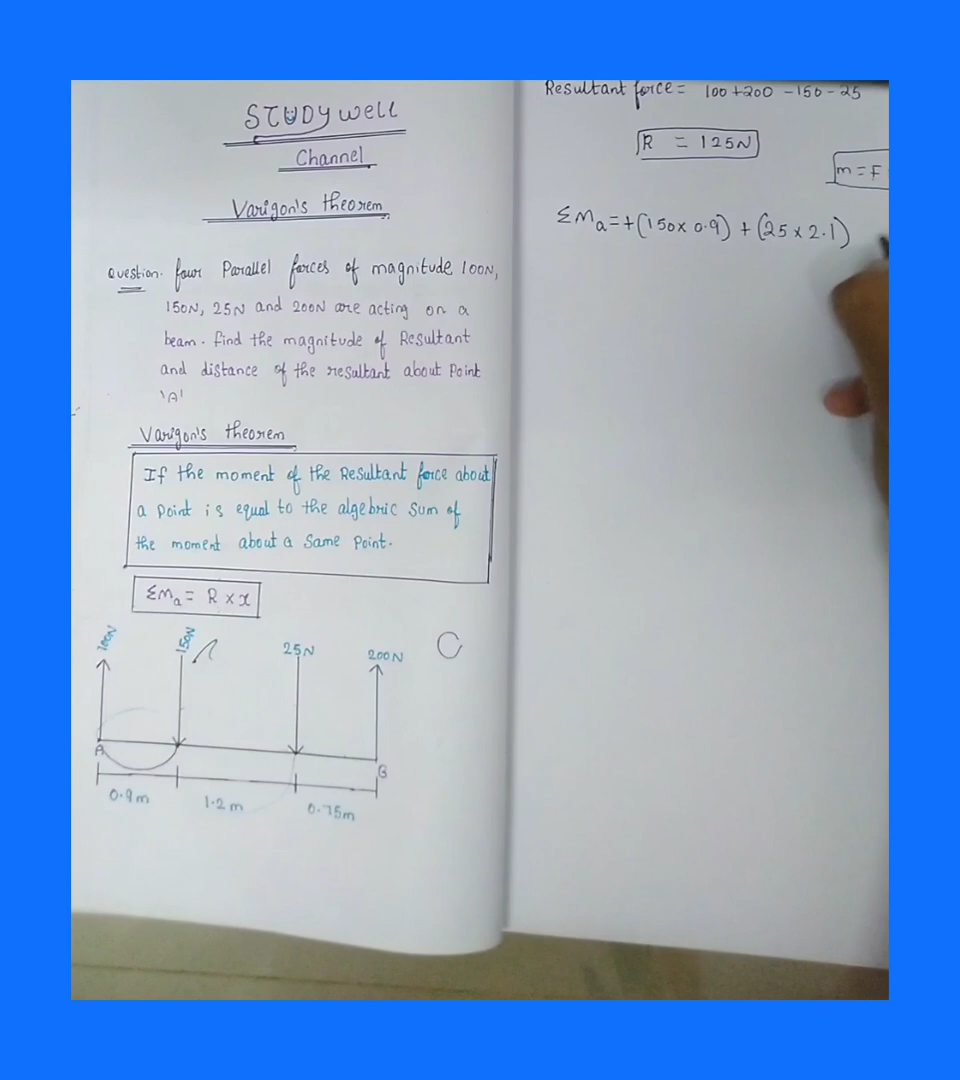 STUDY well
Channel
Varigon's theorem
Question. four Parallel forces of magnitude 100N,
150N, 25N and 200N are acting on a
beam. find the magnitude of Resultant
and distance of the resultant about Point
'A'
Varigon's theorem
If the moment of the Resultant force about
a point is equal to the algebric sum of
the moment about a Same Point.
ΣMa = R × x
100N 150N 25N 200N
A B
0.9m 1.2m 0.75m
Resultant force = 100+200 -150-25
R = 125N
m = F
ΣMa = +(150 × 0.9) + (25 × 2.1)